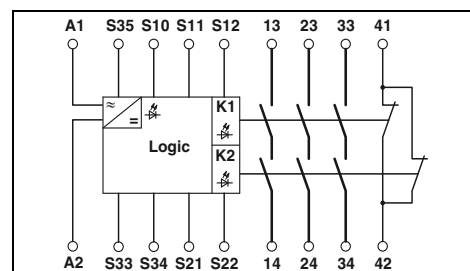 A1 S35 S10 S11 S12 13 23 33 41
≈
=
K1
Logic
K2
A2 S33 S34 S21 S22 14 24 34 42